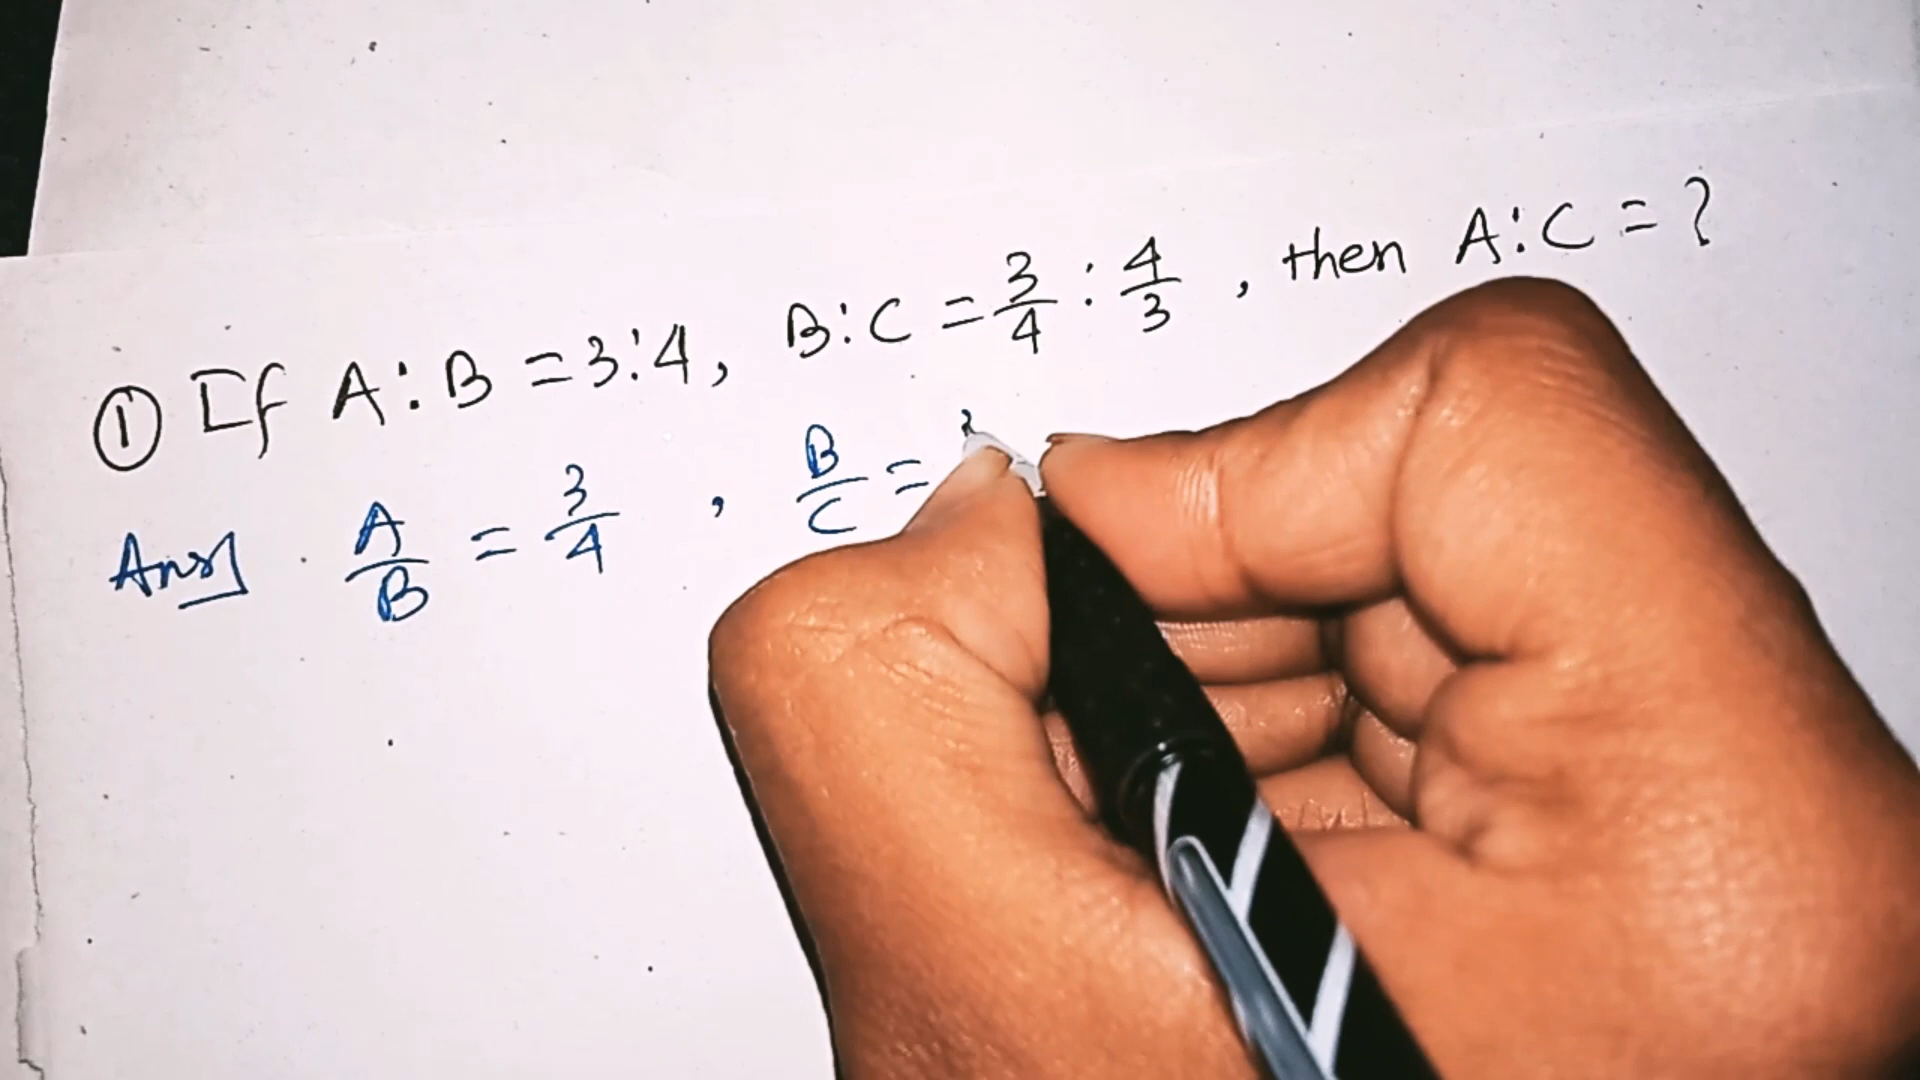 ① If A:B = 3:4, B:C = 3/4 : 4/3, then A:C = ?
Ans A/B = 3/4, B/C =